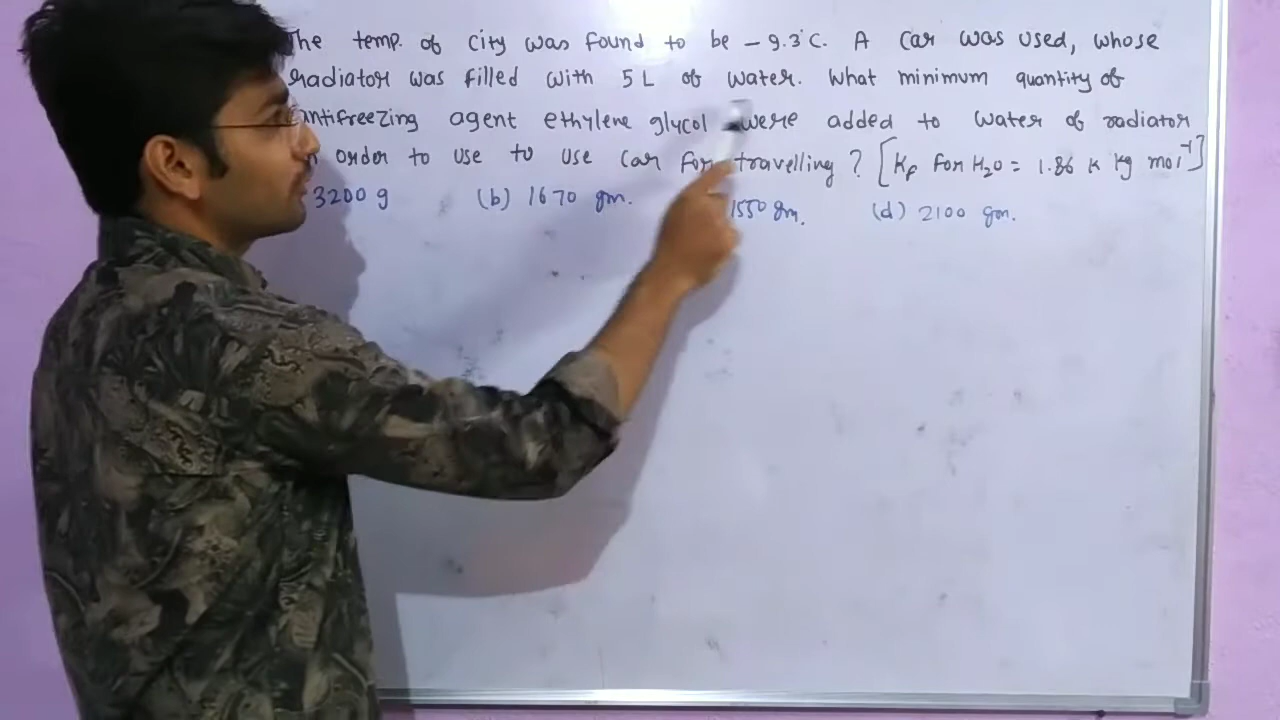 The temp. of city was found to be – 9.3°C. A car was used, whose
radiator was filled with 5 L of water. What minimum quantity of
antifreezing agent ethylene glycol were added to water of radiator
order to use to use car for travelling? [Kf for H₂O = 1.86 K kg mol⁻¹]
3200 g (b) 1670 gm. 1550 gm. (d) 2100 gm.